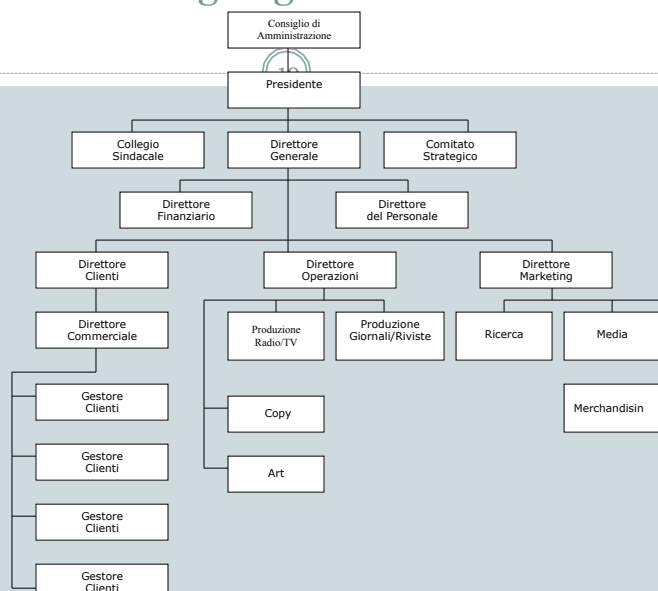 Consiglio di
Amministrazione
Presidente
Collegio
Sindacale
Direttore
Generale
Comitato
Strategico
Direttore
Finanziario
Direttore
del Personale
Direttore
Clienti
Direttore
Operazioni
Direttore
Marketing
Direttore
Commerciale
Produzione
Radio/TV
Produzione
Giornali/Riviste
Ricerca
Media
Gestore
Clienti
Copy
Merchandisin
Gestore
Clienti
Art
Gestore
Clienti
Gestore
Clienti